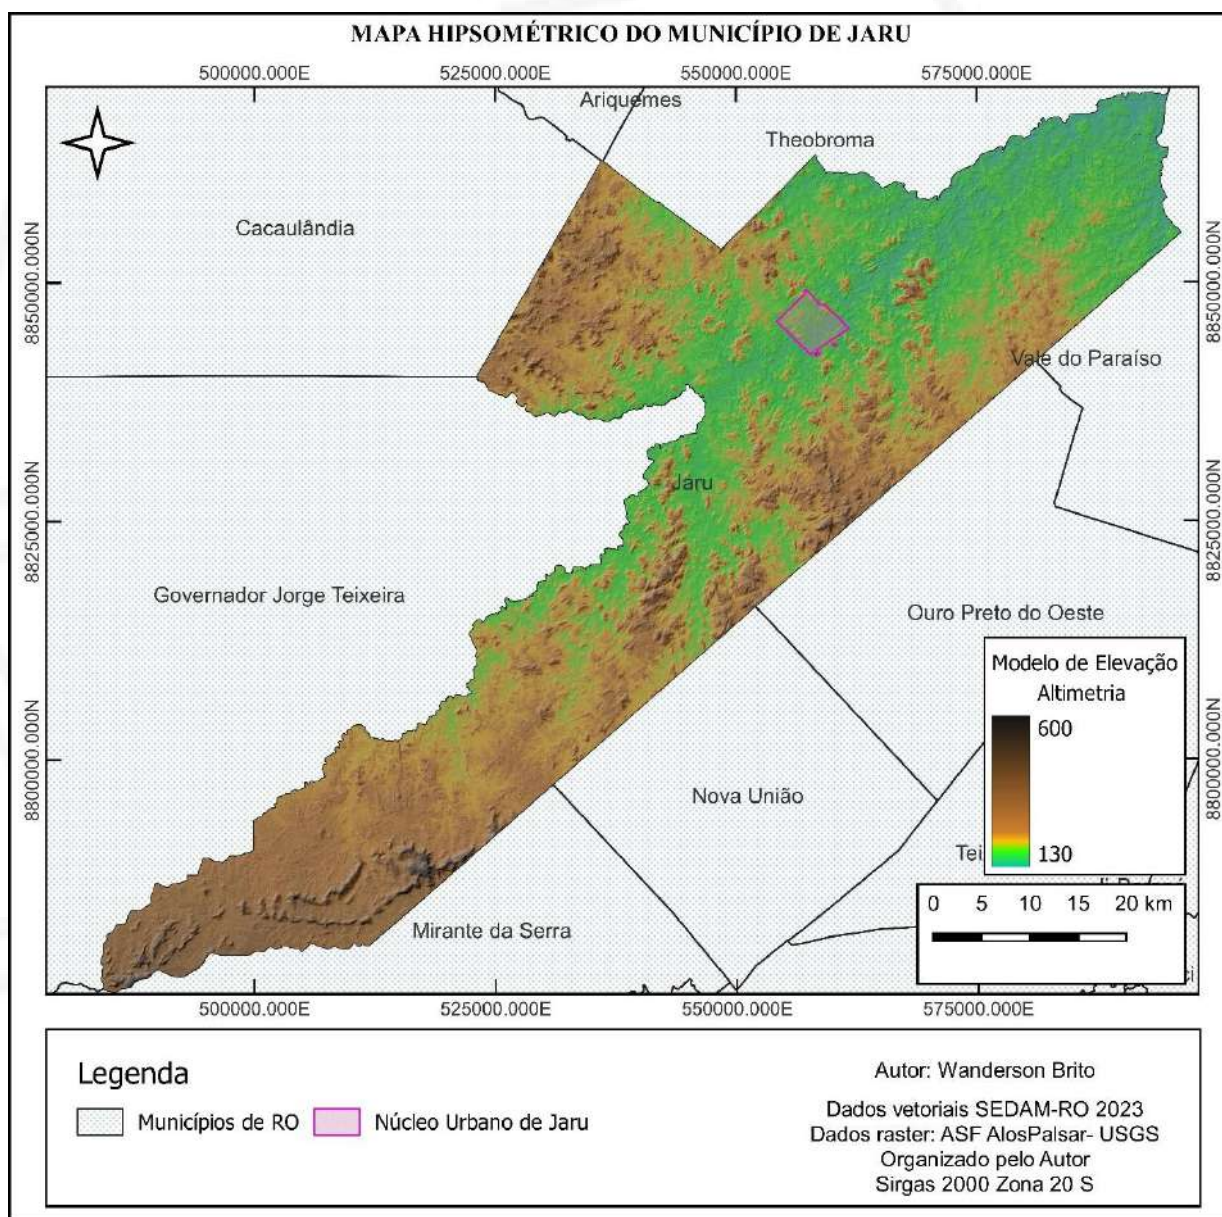 MAPA HIPSOMÉTRICO DO MUNICÍPIO DE JARU
500000.000E 525000.000E 550000.000E 575000.000E
Ariquemes
Theobroma
Cacaulândia
8850000.000N 8850000.000N
Vale do Paraíso
Jaru
8825000.000N 8825000.000N
Governador Jorge Teixeira
Ouro Preto do Oeste
Modelo de Elevação
Altimetria
600
130
8800000.000N 8800000.000N
Nova União
Tei
0 5 10 15 20 km
Mirante da Serra
500000.000E 525000.000E 550000.000E 575000.000E
Legenda
Municípios de RO Núcleo Urbano de Jaru
Autor: Wanderson Brito
Dados vetoriais SEDAM-RO 2023
Dados raster: ASF AlosPalsar- USGS
Organizado pelo Autor
Sirgas 2000 Zona 20 S